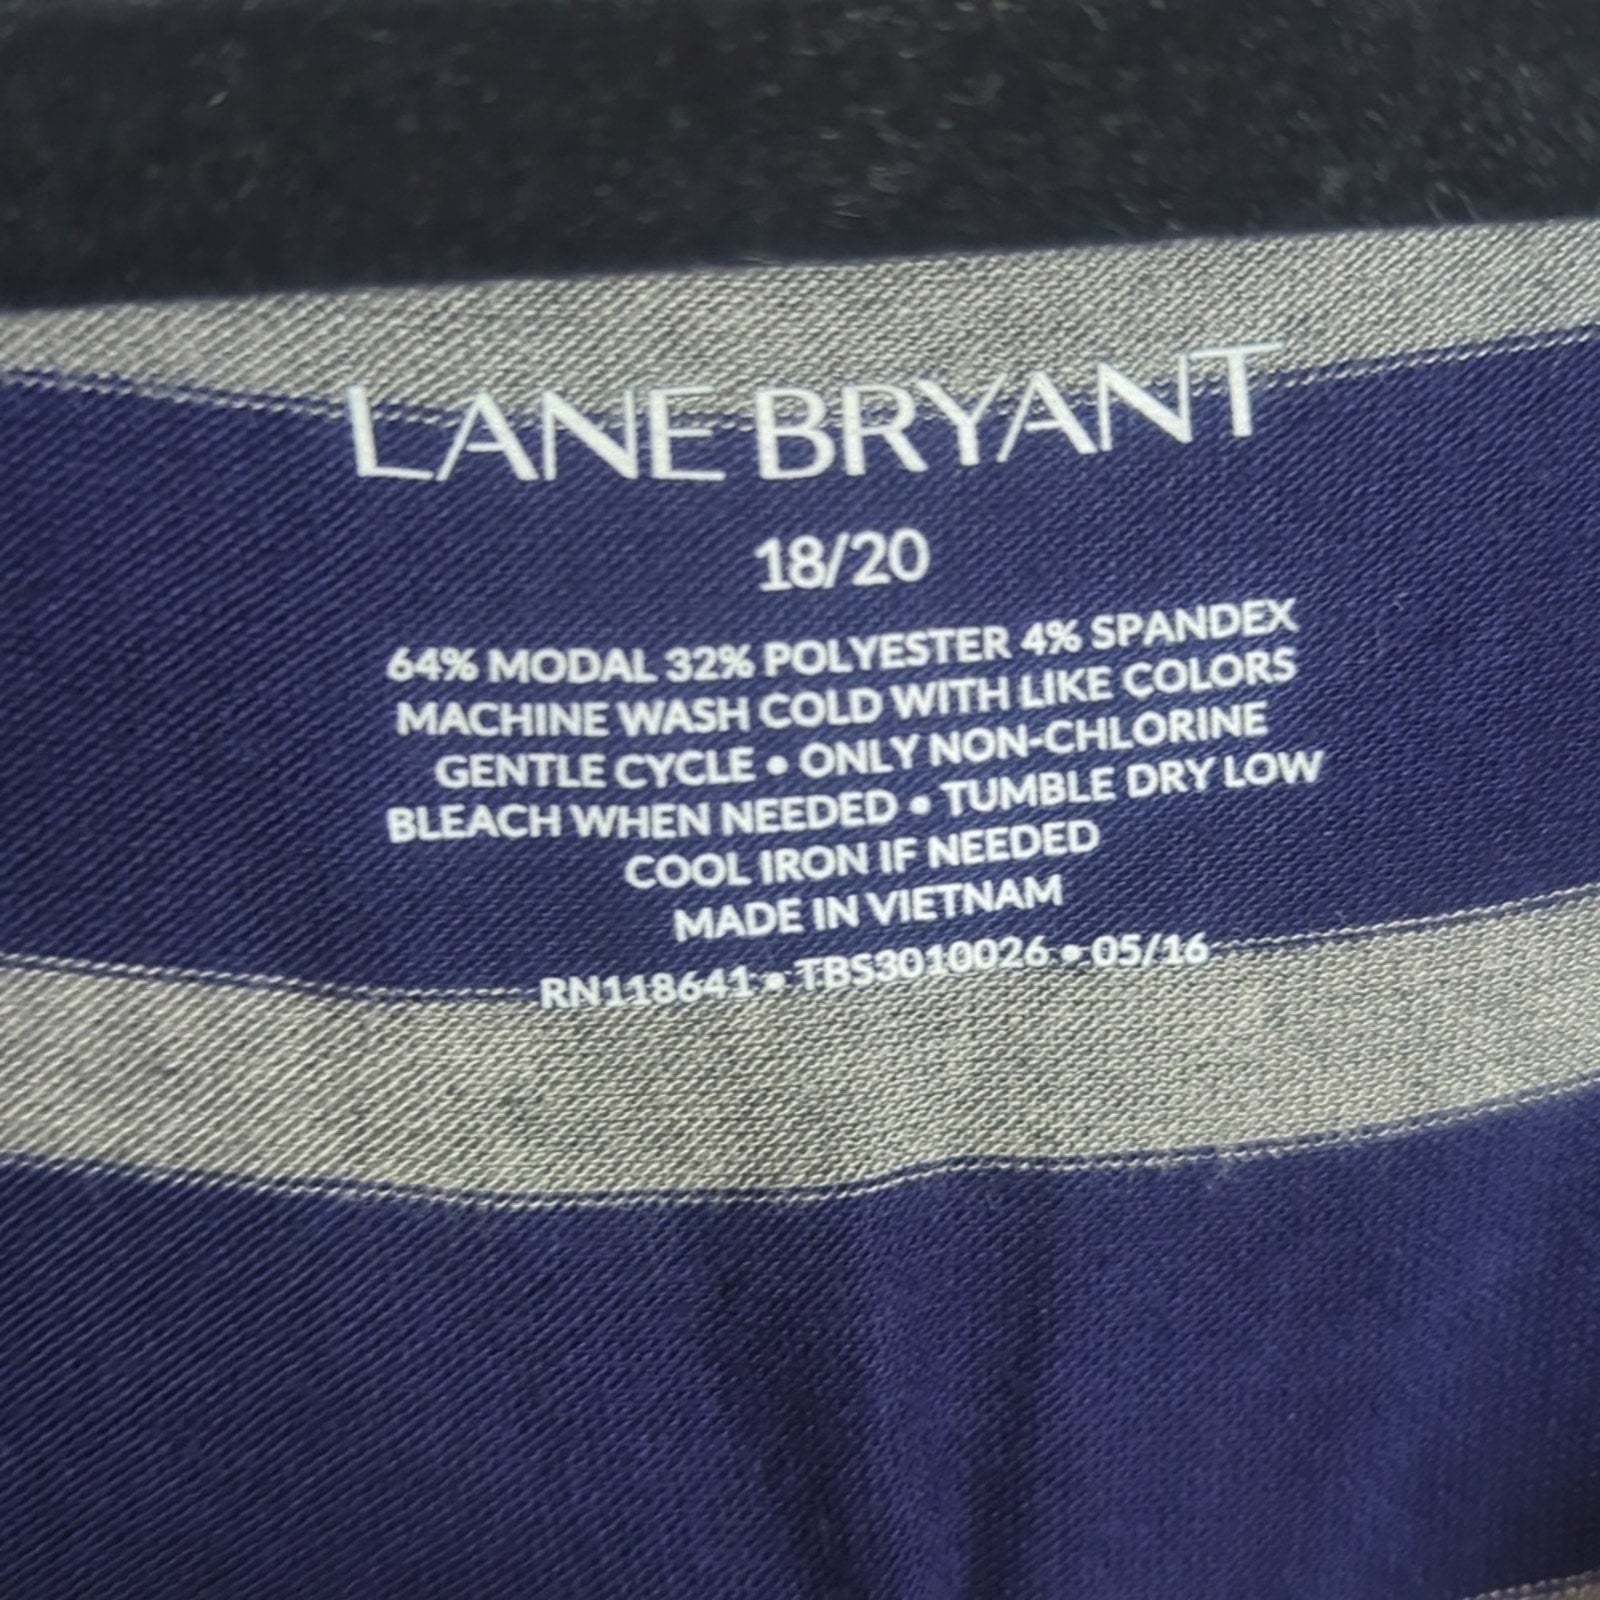 LANE BRYANT
18/20
64% MODAL 32% POLYESTER 4% SPANDEX
MACHINE WASH COLD WITH LIKE COLORS
GENTLE CYCLE • ONLY NON-CHLORINE
BLEACH WHEN NEEDED • TUMBLE DRY LOW
COOL IRON IF NEEDED
MADE IN VIETNAM
RN118641 • TBS3010026 • 05/16